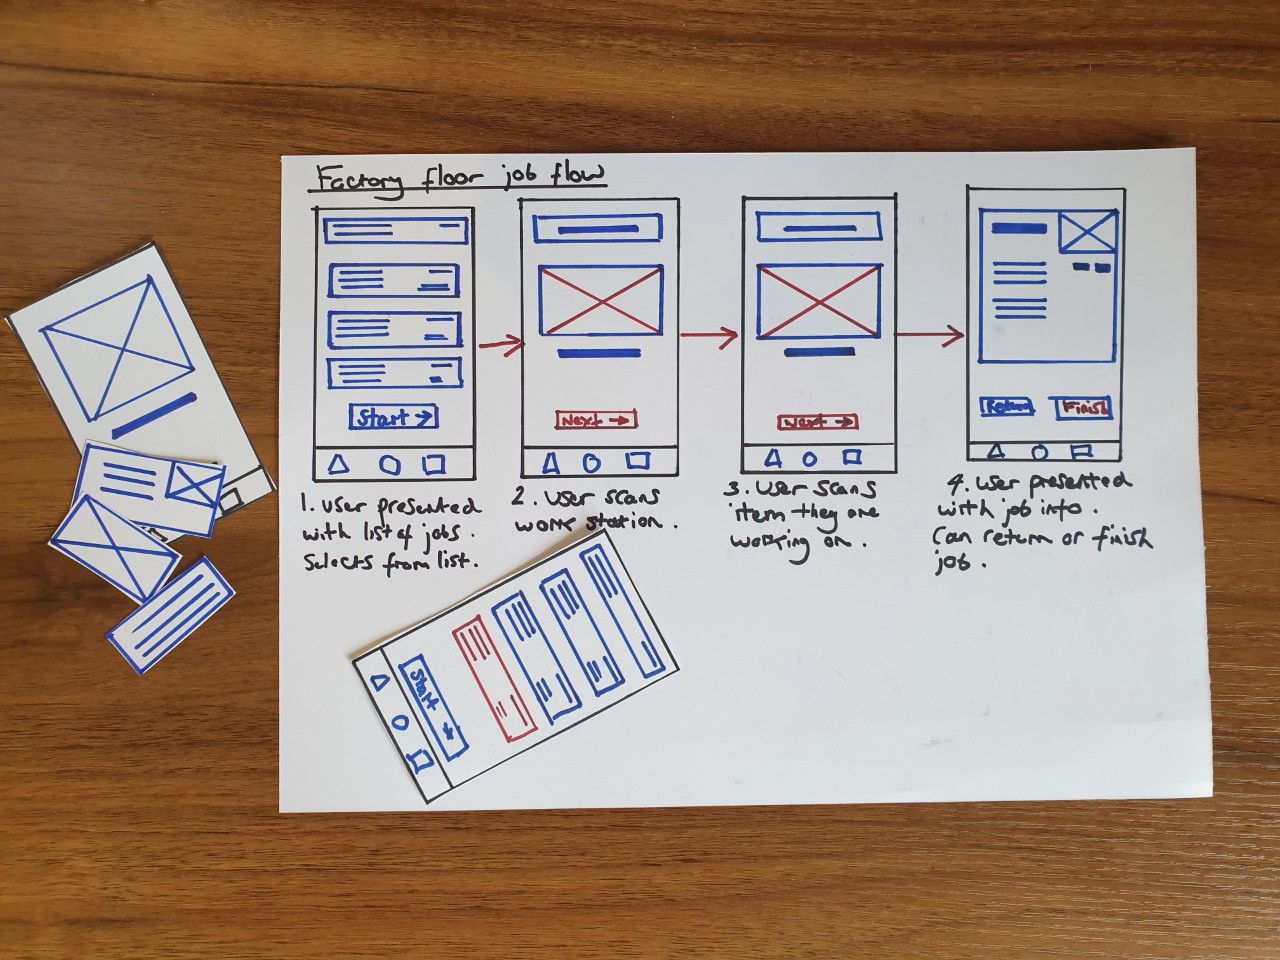 Factory floor job flow
Start →
Next →
Next →
Return
Finish
1. User presented
with list of jobs.
Selects from list.
2. User scans
work station.
3. User scans
item they are
working on.
4. User presented
with job info.
Can return or finish
job.
Start →